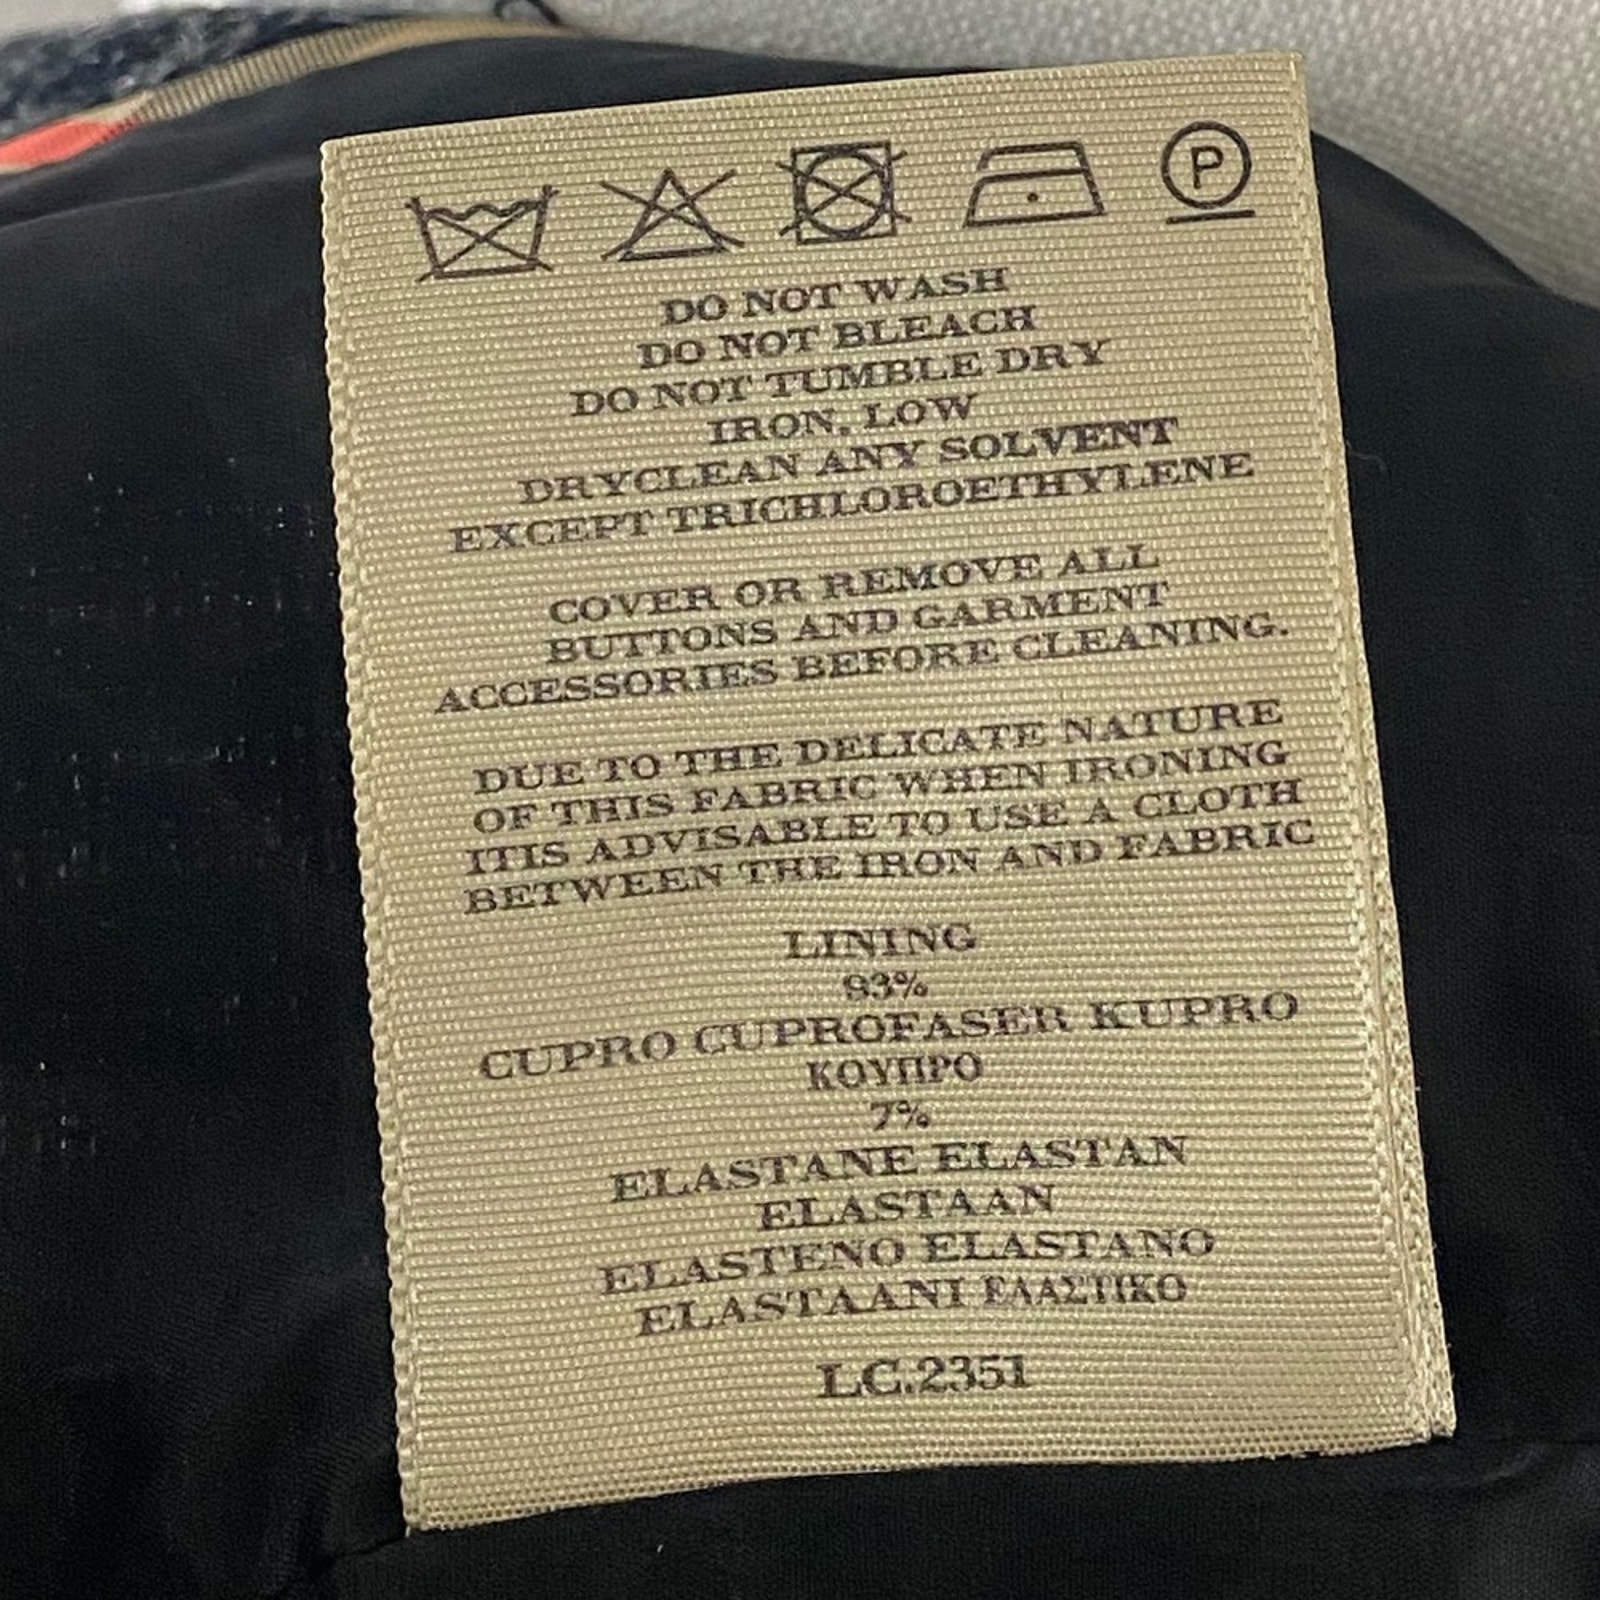 P
DO NOT WASH
DO NOT BLEACH
DO NOT TUMBLE DRY
IRON, LOW
DRYCLEAN ANY SOLVENT
EXCEPT TRICHLOROETHYLENE
COVER OR REMOVE ALL
BUTTONS AND GARMENT
ACCESSORIES BEFORE CLEANING.
DUE TO THE DELICATE NATURE
OF THIS FABRIC WHEN IRONING
ITIS ADVISABLE TO USE A CLOTH
BETWEEN THE IRON AND FABRIC
LINING
93%
CUPRO CUPROFASER KUPRO
ΚΟΥΠΡΟ
7%
ELASTANE ELASTAN
ELASTAAN
ELASTENO ELASTANO
ELASTAANI ΕΛΑΣΤΙΚΟ
LC.2351